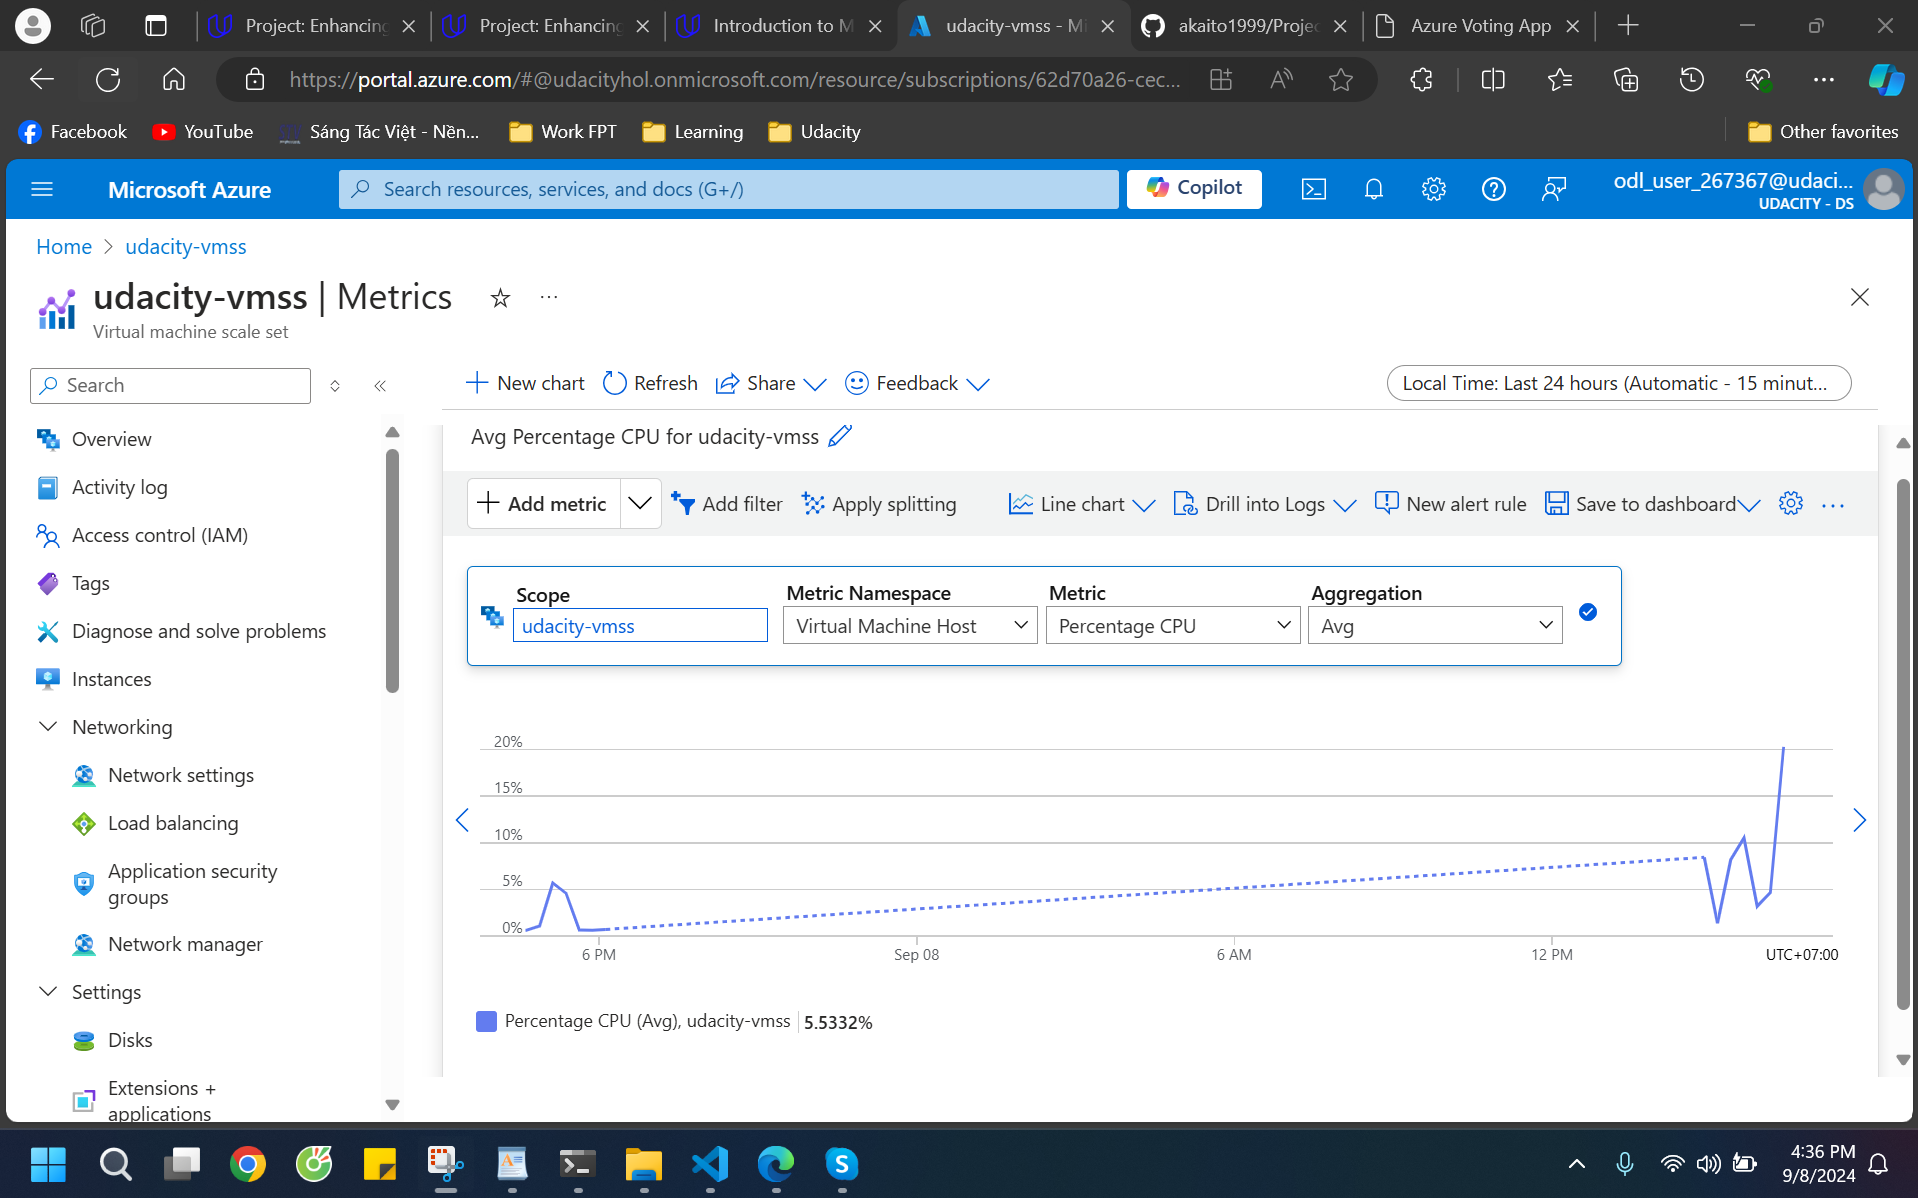 Project: Enhancing
Project: Enhancing
Introduction to M
udacity-vmss - Mi
akaito1999/Projec
Azure Voting App
https://portal.azure.com/#@udacityhol.onmicrosoft.com/resource/subscriptions/62d70a26-cec...
Facebook
YouTube
Sáng Tác Việt - Nền...
Work FPT
Learning
Udacity
Other favorites
Microsoft Azure
Search resources, services, and docs (G+/)
Copilot
odl_user_267367@udaci...
UDACITY - DS
Home > udacity-vmss
udacity-vmss | Metrics
Virtual machine scale set
Search
New chart
Refresh
Share
Feedback
Local Time: Last 24 hours (Automatic - 15 minut...
Overview
Activity log
Access control (IAM)
Tags
Diagnose and solve problems
Instances
Networking
Network settings
Load balancing
Application security
groups
Network manager
Settings
Disks
Extensions +
applications
Avg Percentage CPU for udacity-vmss
Add metric
Add filter
Apply splitting
Line chart
Drill into Logs
New alert rule
Save to dashboard
Scope
udacity-vmss
Metric Namespace
Virtual Machine Host
Metric
Percentage CPU
Aggregation
Avg
20%
15%
10%
5%
0%
6 PM
Sep 08
6 AM
12 PM
UTC+07:00
Percentage CPU (Avg), udacity-vmss
5.5332%
4:36 PM
9/8/2024